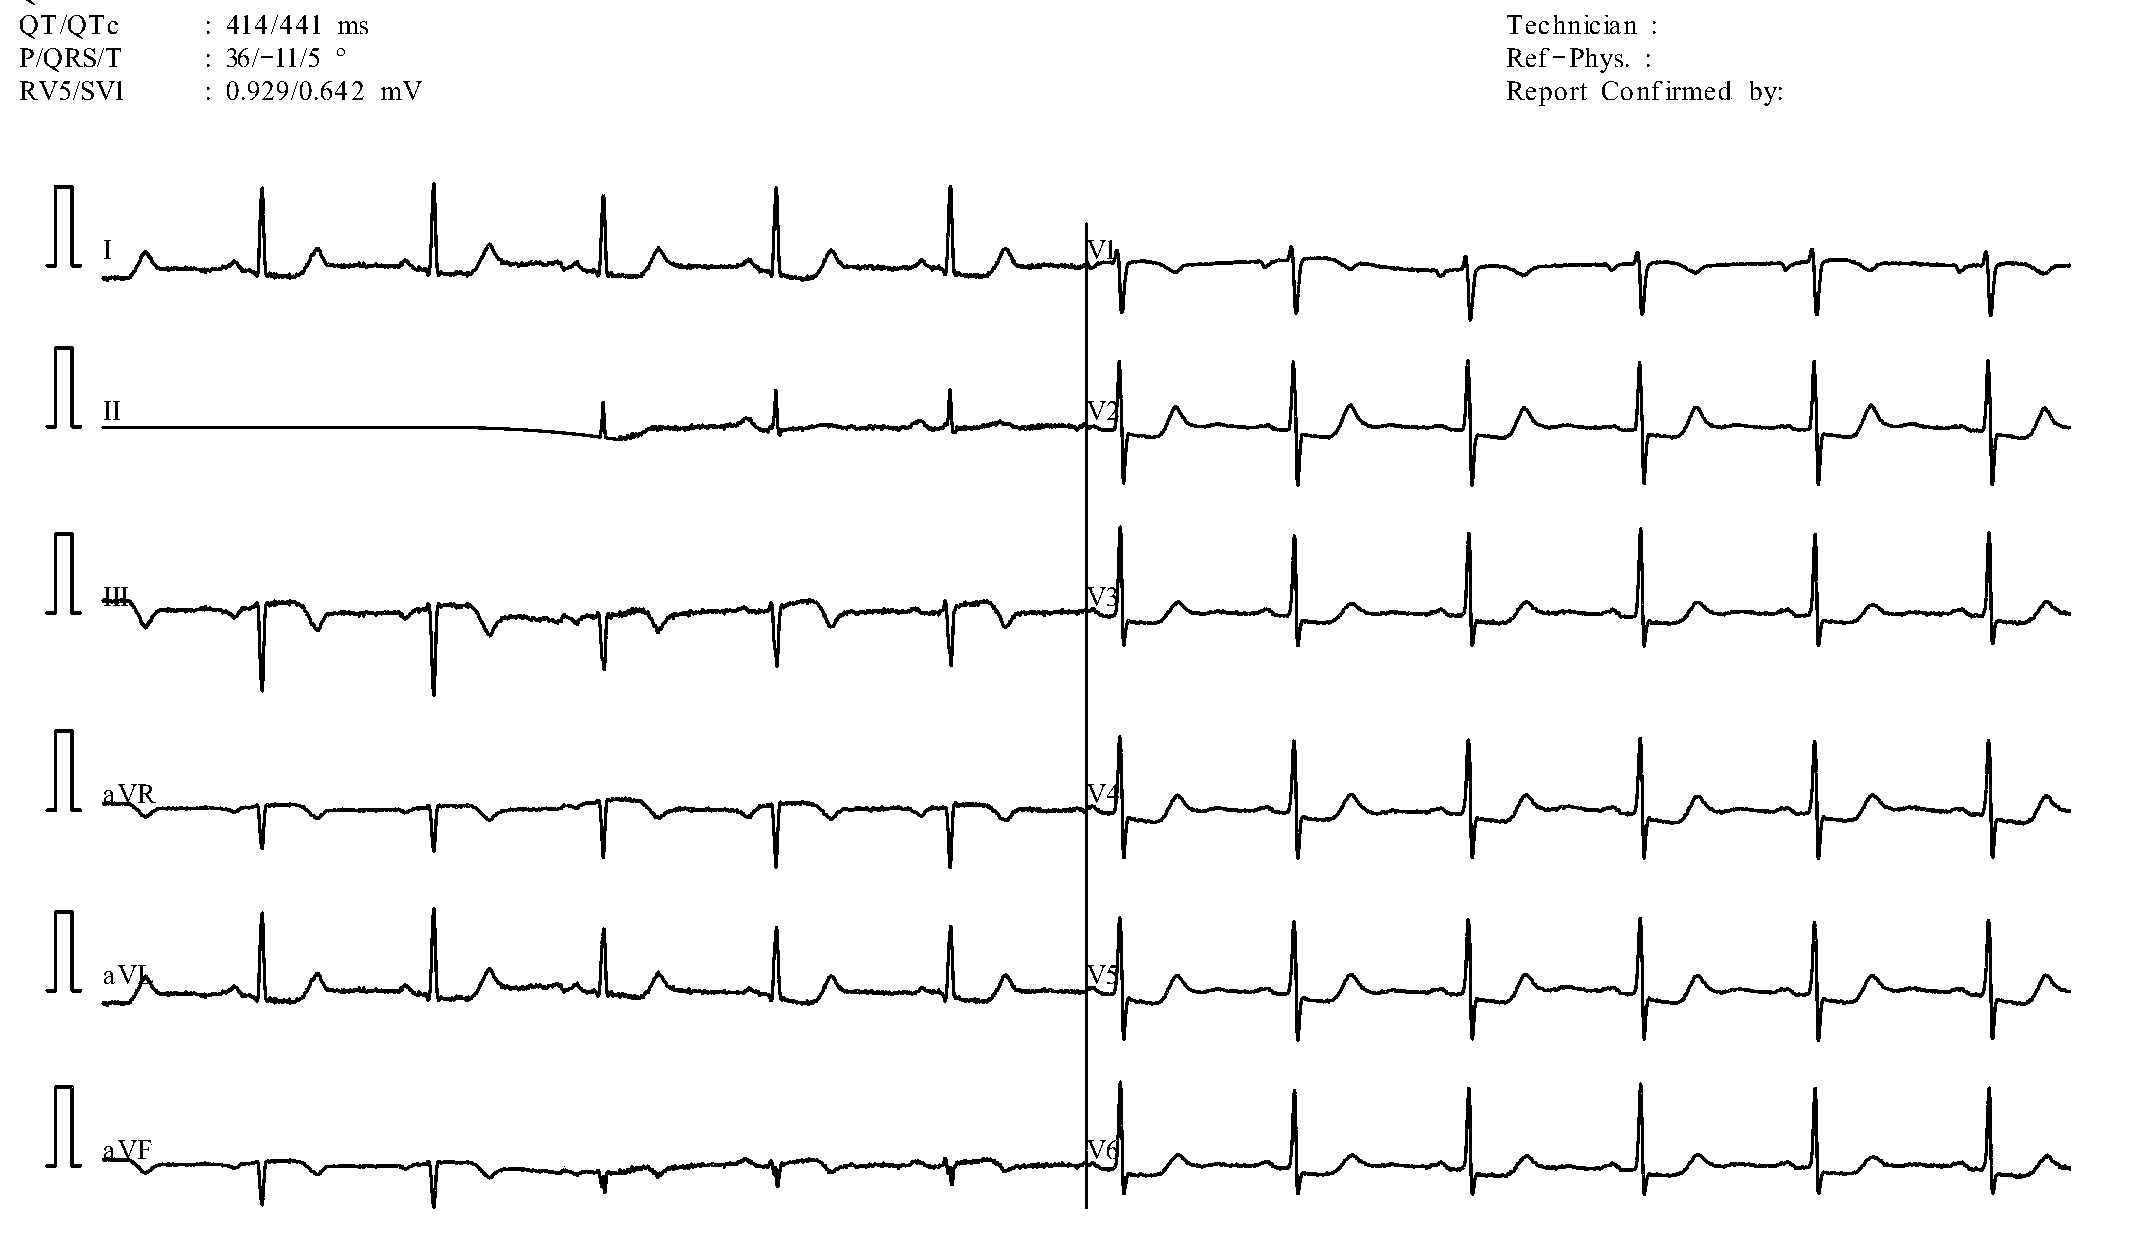 QT/QTc : 414/441 ms
P/QRS/T : 36/-11/5 °
RV5/SV1 : 0.929/0.642 mV
Technician :
Ref-Phys. :
Report Confirmed by:
I
V1
II
V2
III
V3
aVR
V4
aVL
V5
aVF
V6